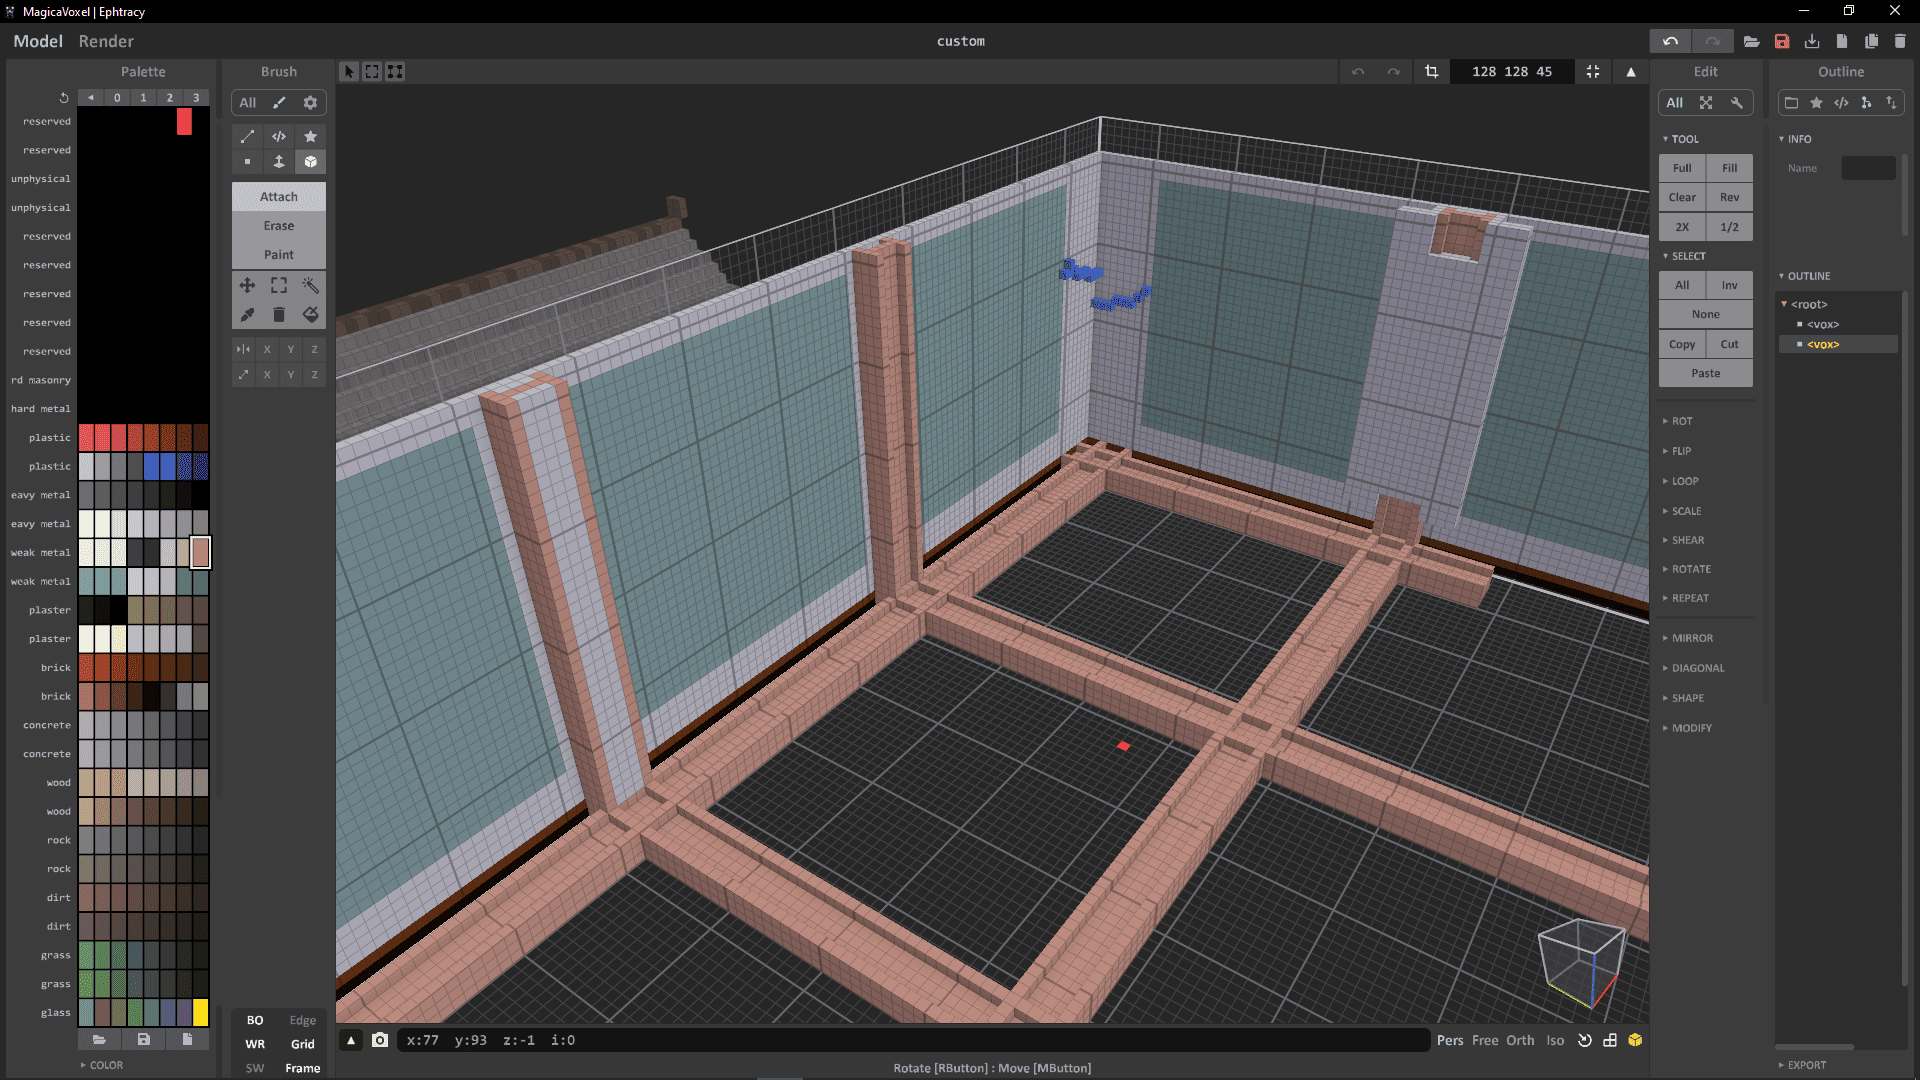 MagicaVoxel | Ephtracy
Model Render
custom
Palette
Brush
128 128 45
Edit
Outline
0 1 2 3
All
All
reserved
reserved
unphysical
unphysical
reserved
reserved
reserved
reserved
reserved
rd masonry
hard metal
plastic
plastic
eavy metal
eavy metal
weak metal
weak metal
plaster
plaster
brick
brick
concrete
concrete
wood
wood
rock
rock
dirt
dirt
grass
grass
glass
COLOR
Attach
Erase
Paint
X Y Z
X Y Z
BO Edge
WR Grid
SW Frame
x:77 y:93 z:-1 i:0
Pers Free Orth Iso
Rotate [RButton] : Move [MButton]
TOOL
Full Fill
Clear Rev
2X 1/2
SELECT
All Inv
None
Copy Cut
Paste
ROT
FLIP
LOOP
SCALE
SHEAR
ROTATE
REPEAT
MIRROR
DIAGONAL
SHAPE
MODIFY
INFO
Name
OUTLINE
<root>
<vox>
<vox>
EXPORT